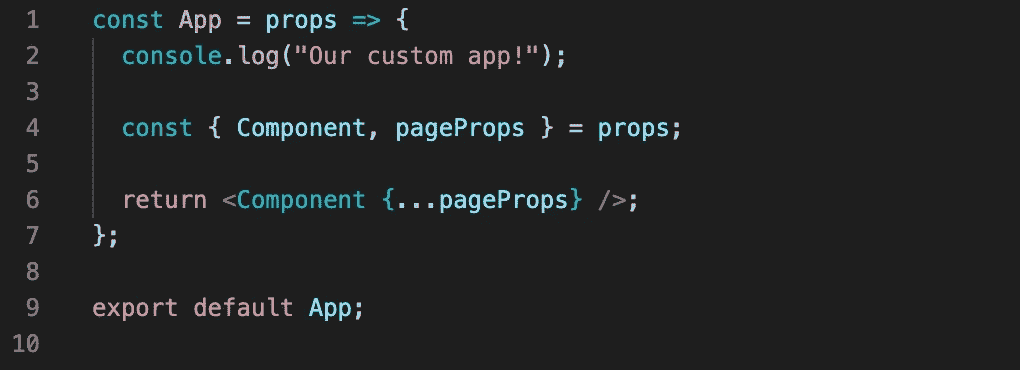 1 const App = props => {
2 console.log("Our custom app!");
3
4 const { Component, pageProps } = props;
5
6 return <Component {...pageProps} />;
7 };
8
9 export default App;
10